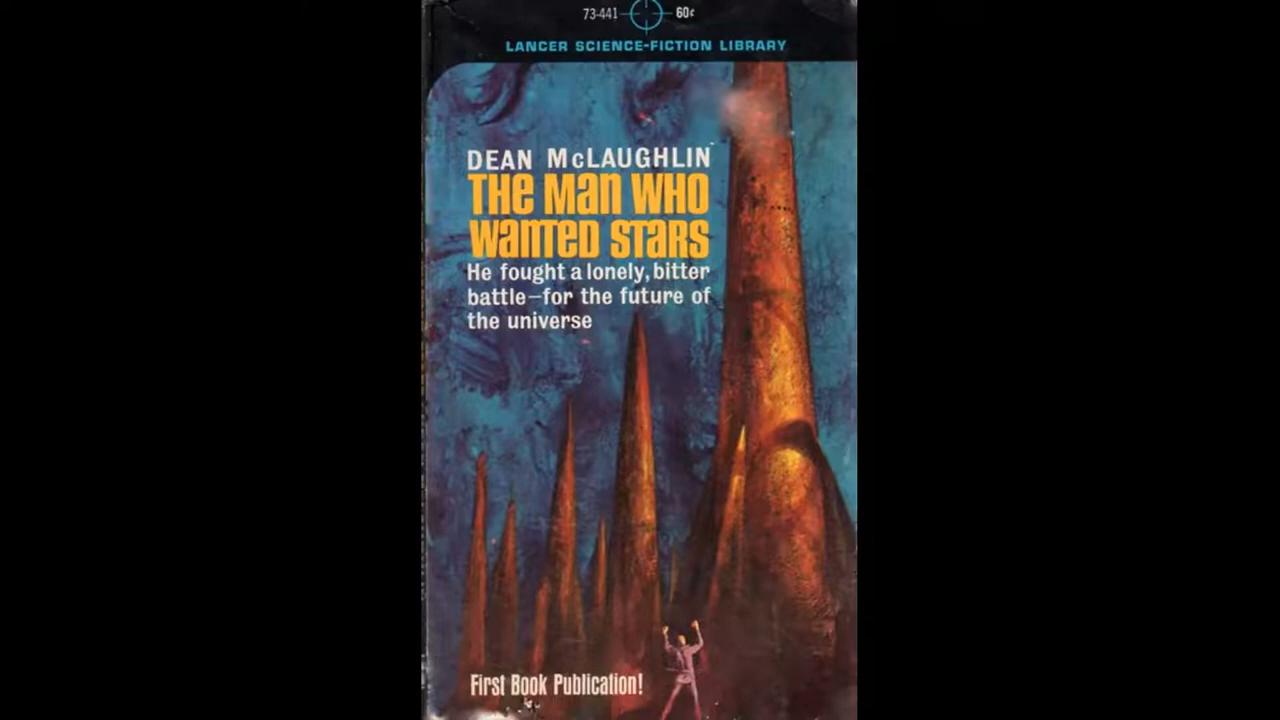 73-441 60¢
LANCER SCIENCE-FICTION LIBRARY
DEAN McLAUGHLIN
THE MAN WHO
WANTED STARS
He fought a lonely, bitter
battle—for the future of
the universe
First Book Publication!